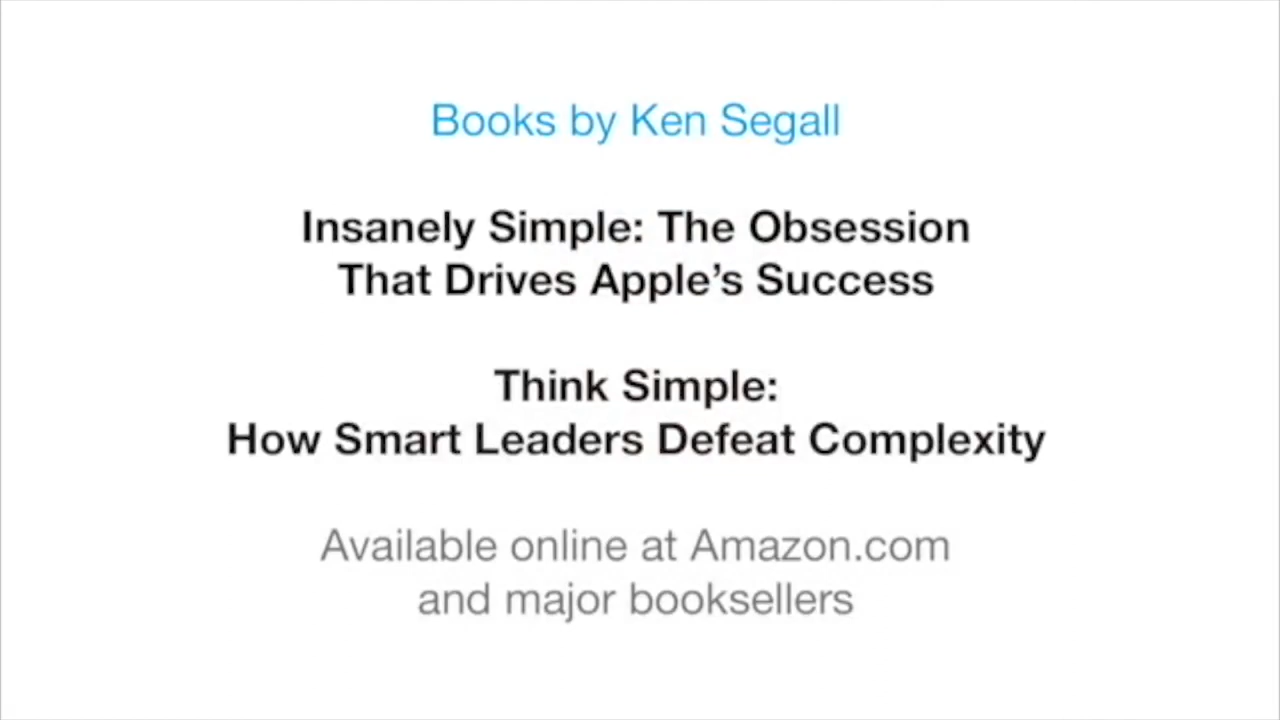 Books by Ken Segall
Insanely Simple: The Obsession
That Drives Apple’s Success
Think Simple:
How Smart Leaders Defeat Complexity
Available online at Amazon.com
and major booksellers